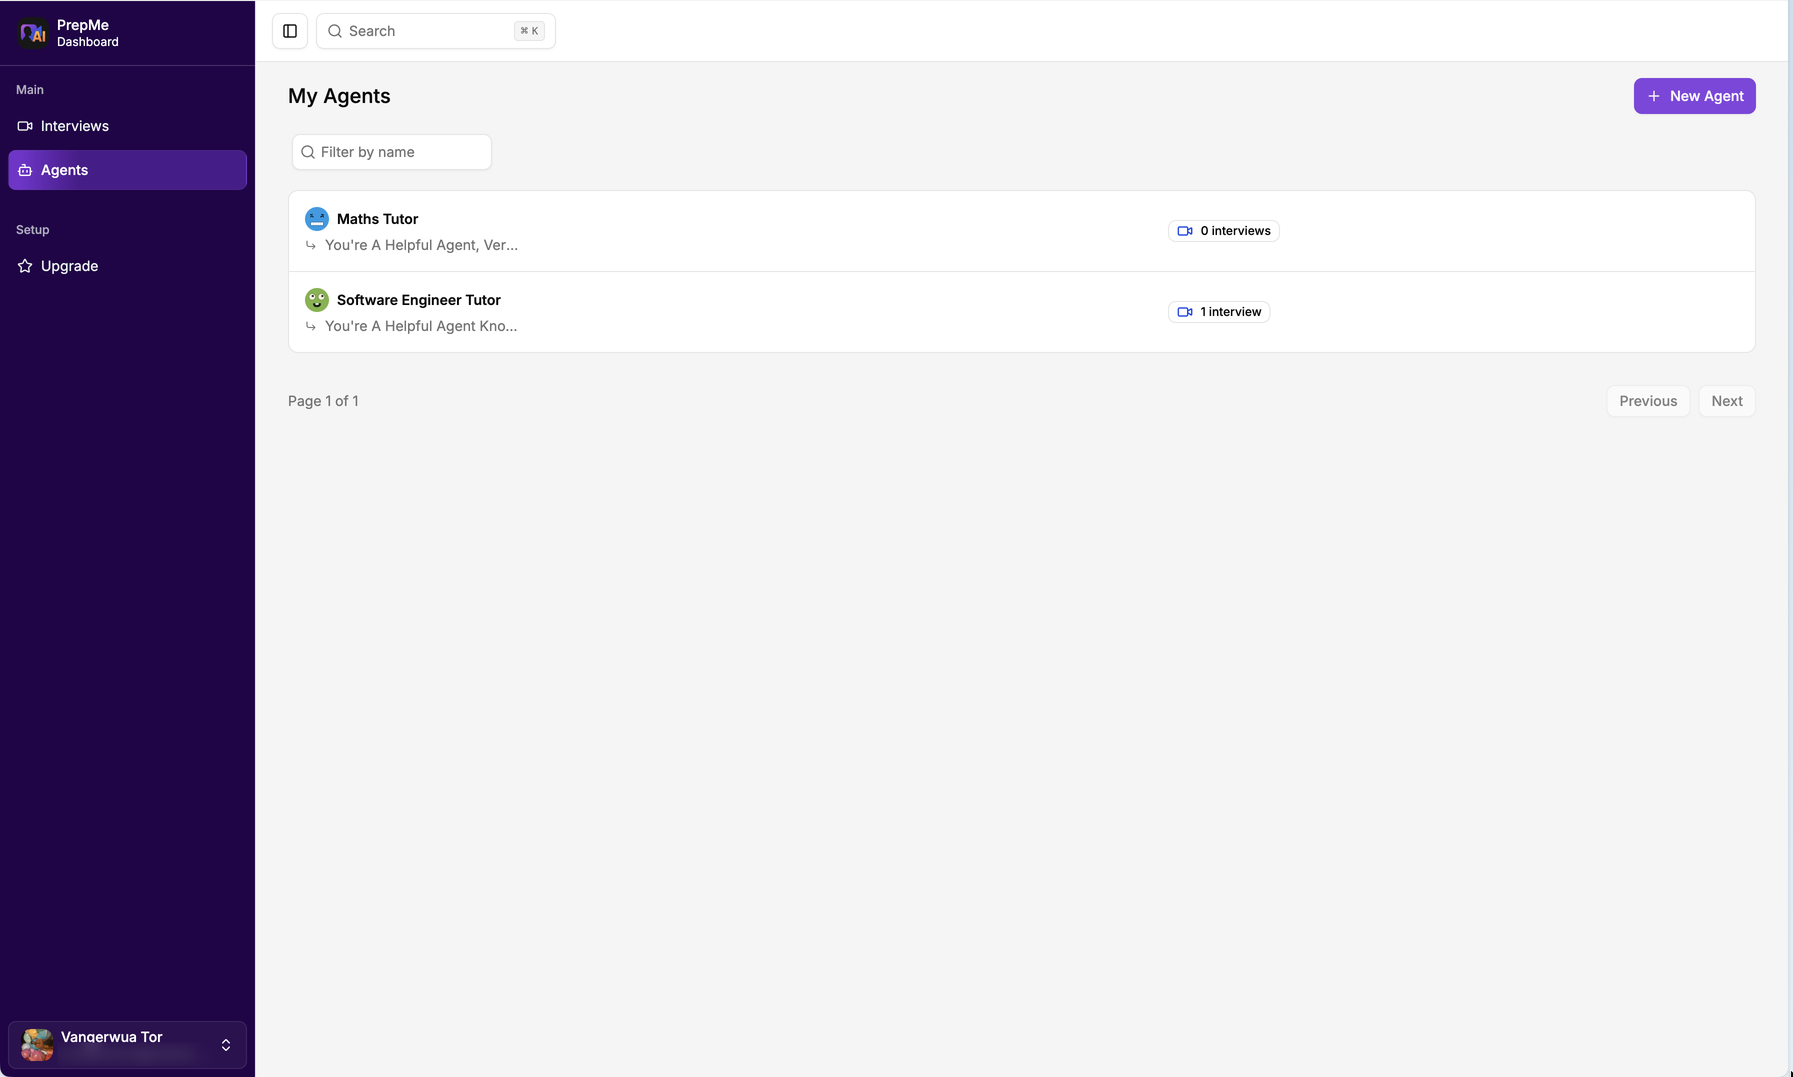 AI
PrepMe
Dashboard
Main
Interviews
Agents
Setup
Upgrade
Vangerwua Tor
Search
⌘ K
My Agents
+ New Agent
Filter by name
Maths Tutor
You're A Helpful Agent, Ver...
0 interviews
Software Engineer Tutor
You're A Helpful Agent Kno...
1 interview
Page 1 of 1
Previous
Next